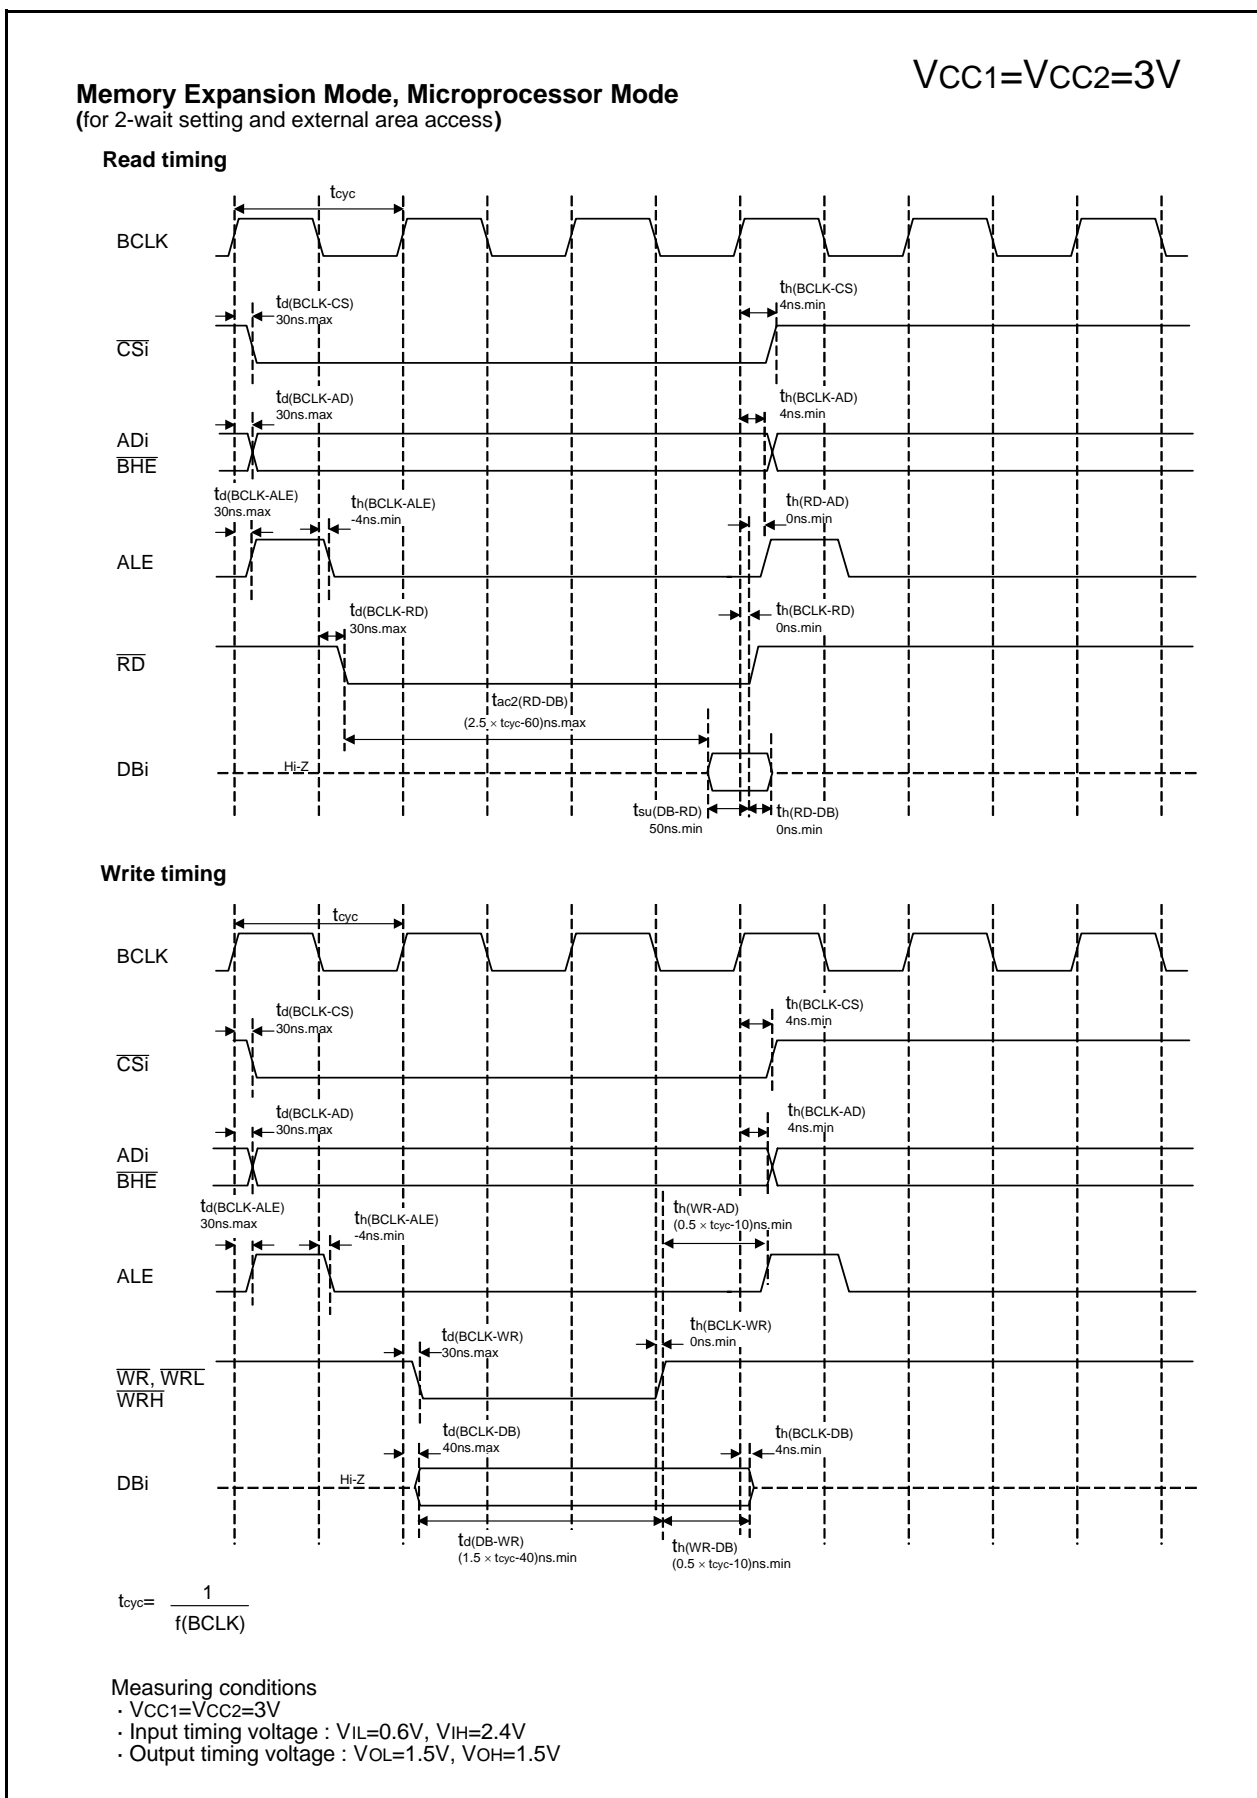 VCC1=VCC2=3V
Memory Expansion Mode, Microprocessor Mode
(for 2-wait setting and external area access)
Read timing
tcyc
BCLK
td(BCLK-CS)
30ns.max
th(BCLK-CS)
4ns.min
CSi
td(BCLK-AD)
30ns.max
th(BCLK-AD)
4ns.min
ADi
BHE
td(BCLK-ALE)
30ns.max
th(BCLK-ALE)
-4ns.min
th(RD-AD)
0ns.min
ALE
td(BCLK-RD)
30ns.max
th(BCLK-RD)
0ns.min
RD
tac2(RD-DB)
(2.5 × tcyc-60)ns.max
DBi
Hi-Z
tsu(DB-RD)
50ns.min
th(RD-DB)
0ns.min
Write timing
tcyc
BCLK
td(BCLK-CS)
30ns.max
th(BCLK-CS)
4ns.min
CSi
td(BCLK-AD)
30ns.max
th(BCLK-AD)
4ns.min
ADi
BHE
td(BCLK-ALE)
30ns.max
th(BCLK-ALE)
-4ns.min
th(WR-AD)
(0.5 × tcyc-10)ns.min
ALE
td(BCLK-WR)
30ns.max
th(BCLK-WR)
0ns.min
WR, WRL
WRH
td(BCLK-DB)
40ns.max
th(BCLK-DB)
4ns.min
DBi
Hi-Z
td(DB-WR)
(1.5 × tcyc-40)ns.min
th(WR-DB)
(0.5 × tcyc-10)ns.min
tcyc= 1
f(BCLK)
Measuring conditions
· VCC1=VCC2=3V
· Input timing voltage : VIL=0.6V, VIH=2.4V
· Output timing voltage : VOL=1.5V, VOH=1.5V